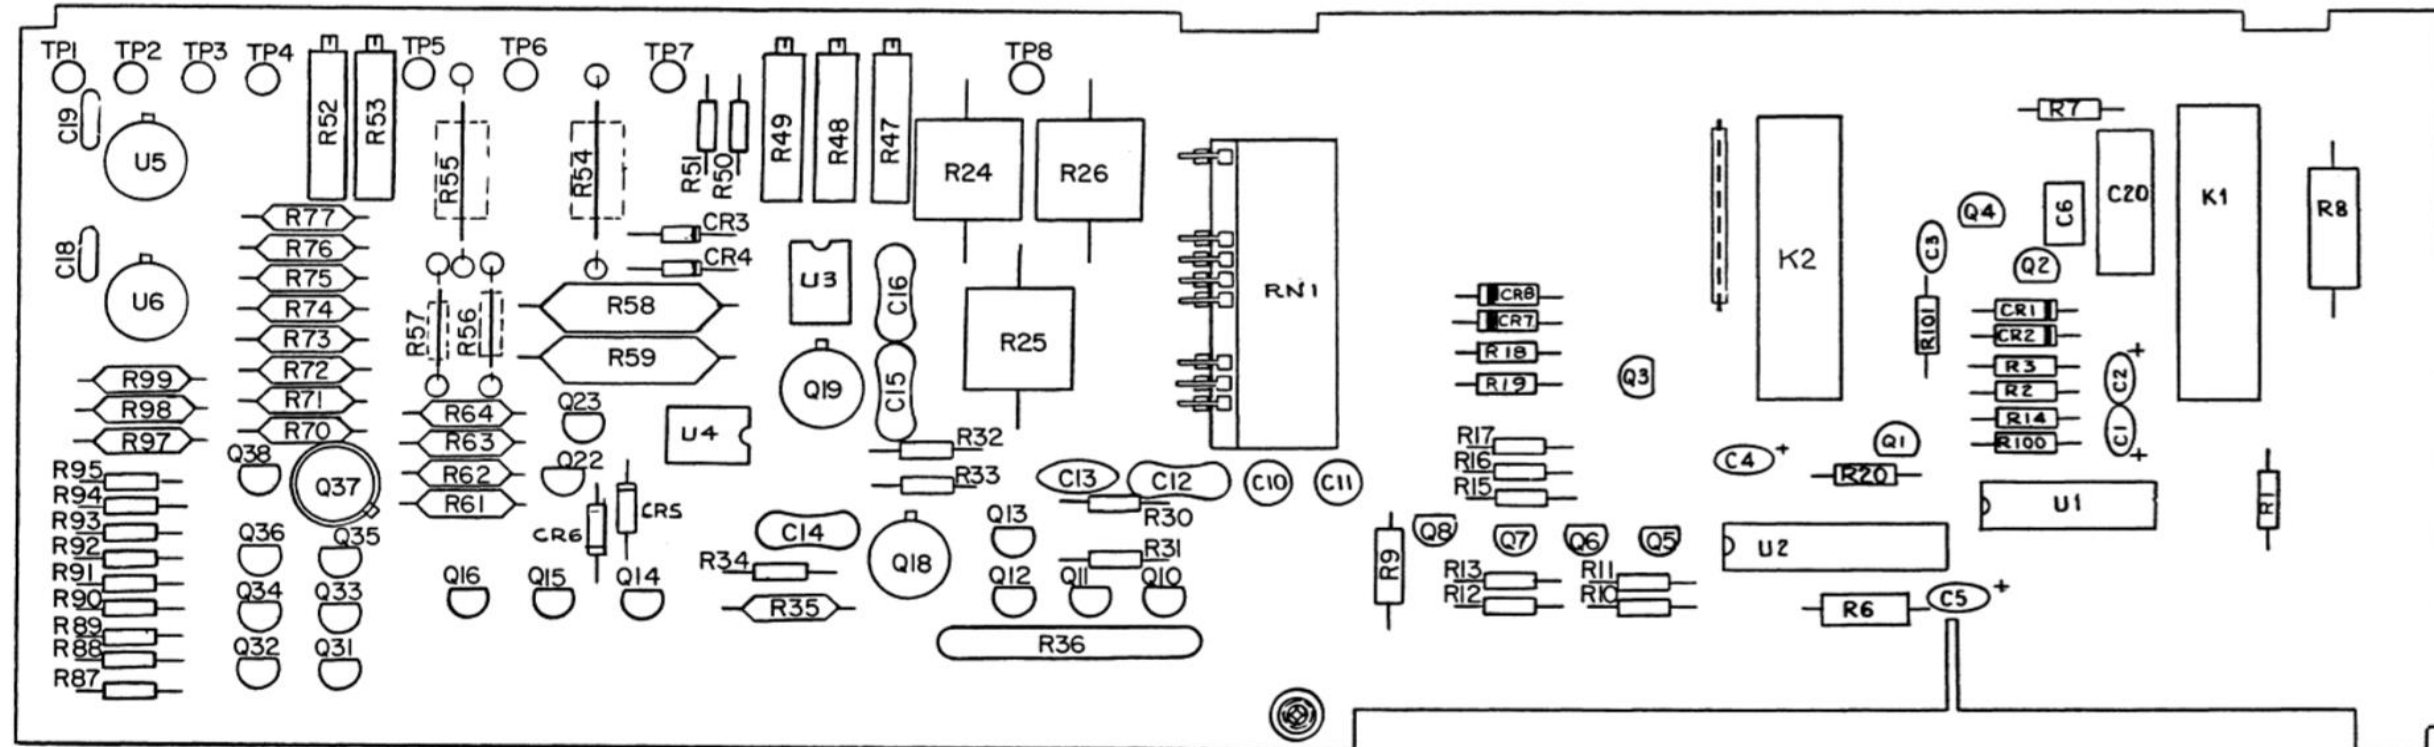 TP1 TP2 TP3 TP4 TP5 TP6 TP7 TP8
C19
U5
R52
R53
R55
R54
R51
R50
R49
R48
R47
R24
R26
R7
C20
K1
R8
C6
Q4
C3
Q2
K2
RN1
R77
R76
R75
R74
R73
R72
R71
R70
C18
U6
CR3
CR4
U3
C16
R58
R59
R57
R56
R25
Q19
C15
CR8
CR7
R18
R19
Q3
R101
CR1
CR2
R3
R2
R14
R100
C2
+
C1
+
R99
R98
R97
R64
R63
R62
R61
Q23
Q22
U4
R32
R33
C13
C12
C10
C11
R30
R31
R17
R16
R15
C4
+
Q1
R20
U1
R1
Q38
Q37
R95
R94
R93
R92
R91
R90
R89
R88
R87
Q36
Q35
Q34
Q33
Q32
Q31
CR5
CR6
Q16
Q15
Q14
C14
R34
R35
Q18
Q13
Q12
Q11
Q10
R36
R9
Q8
Q7
Q6
Q5
R13
R12
R11
R10
U2
R6
C5
+